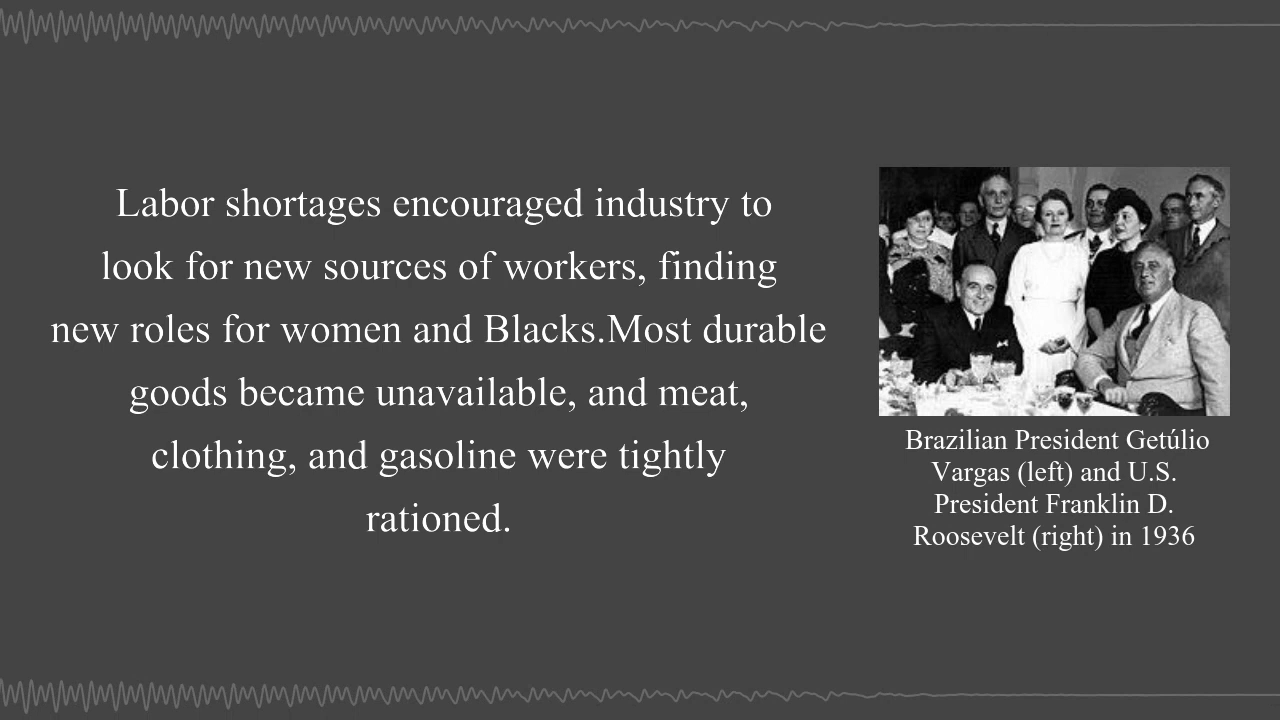 Labor shortages encouraged industry to
look for new sources of workers, finding
new roles for women and Blacks.Most durable
goods became unavailable, and meat,
clothing, and gasoline were tightly
rationed.
Brazilian President Getúlio
Vargas (left) and U.S.
President Franklin D.
Roosevelt (right) in 1936